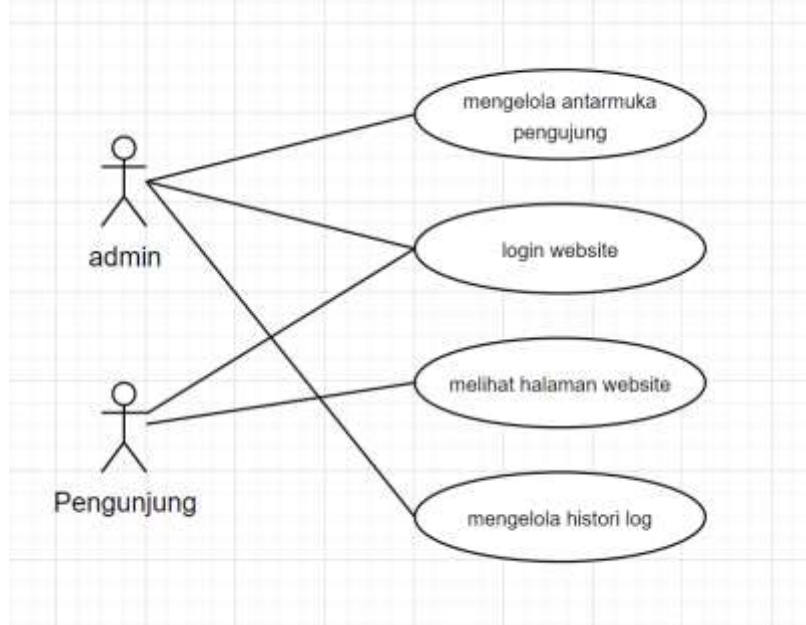 mengelola antarmuka
pengujung
admin
login website
melihat halaman website
Pengunjung
mengelola histori log